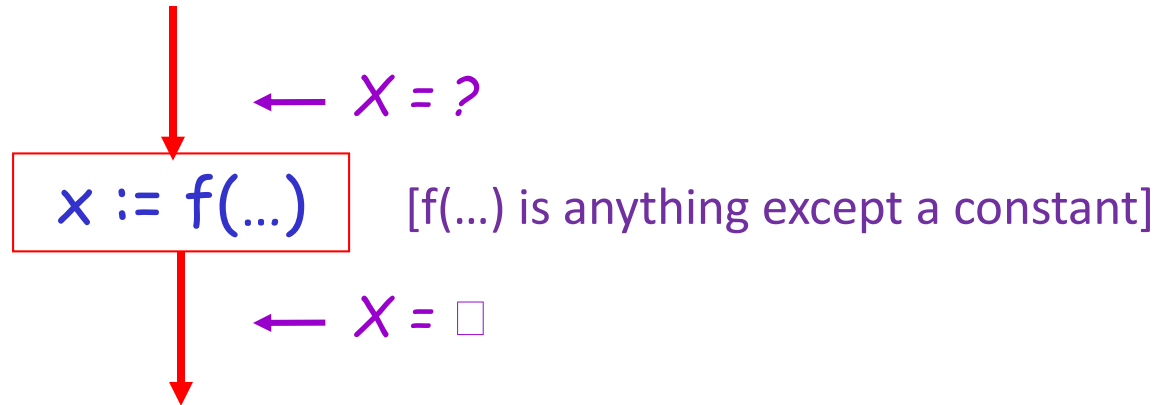 X = ?
x := f(...) [f(...) is anything except a constant]
X = □